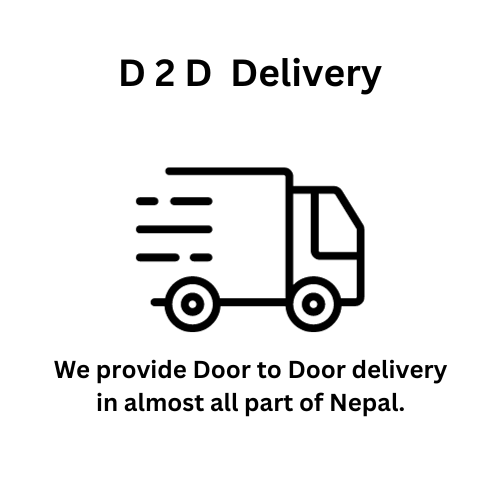 D 2 D Delivery
We provide Door to Door delivery
in almost all part of Nepal.